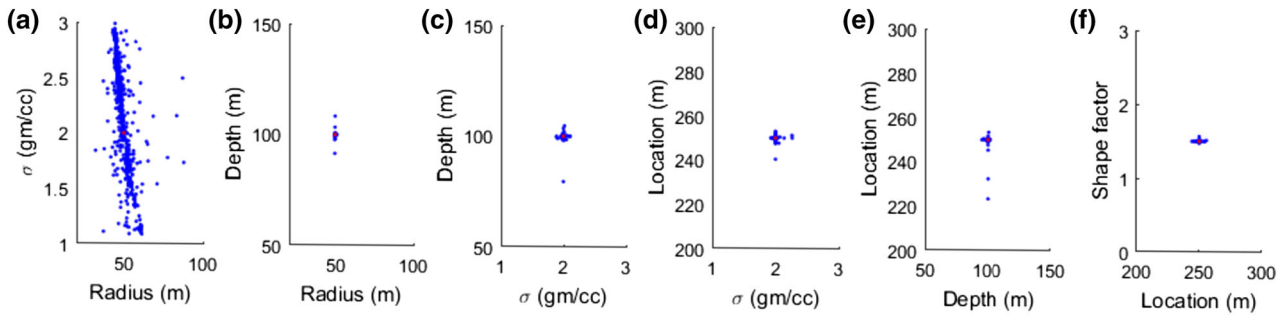 (a)
3
2.5
2
1.5
1
σ (gm/cc)
50 100
Radius (m)
(b)
150
100
50
Depth (m)
50 100
Radius (m)
(c)
150
100
50
Depth (m)
1 2 3
σ (gm/cc)
(d)
300
280
260
240
220
200
Location (m)
1 2 3
σ (gm/cc)
(e)
300
280
260
240
220
200
Location (m)
50 100 150
Depth (m)
(f)
3
2
1
0
Shape factor
200 250 300
Location (m)